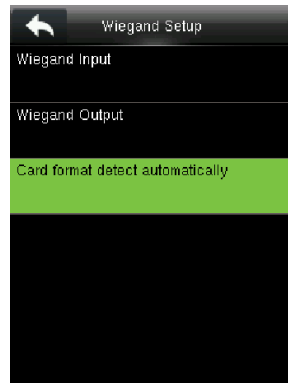 Wiegand Setup
Wiegand Input
Wiegand Output
Card format detect automatically